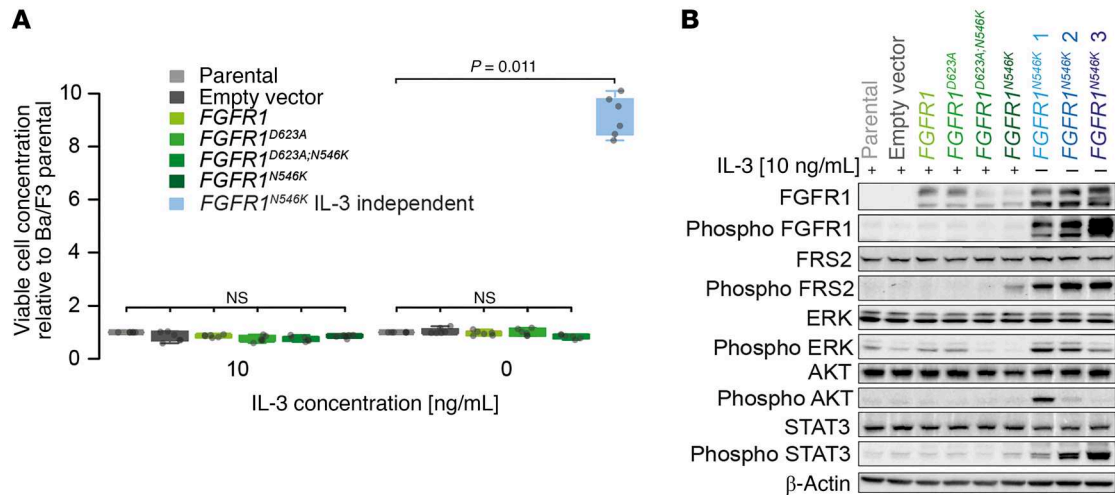 A
P = 0.011
Parental
Empty vector
FGFR1
FGFR1D623A
FGFR1D623A;N546K
FGFR1N546K
FGFR1N546K IL-3 independent
Viable cell concentration
relative to Ba/F3 parental
10
8
6
4
2
0
NS
NS
10
0
IL-3 concentration [ng/mL]
B
Parental
Empty vector
FGFR1
FGFR1D623A
FGFR1D623A;N546K
FGFR1N546K
FGFR1N546K 1
FGFR1N546K 2
FGFR1N546K 3
IL-3 [10 ng/mL] + + + + + + – – –
FGFR1
Phospho FGFR1
FRS2
Phospho FRS2
ERK
Phospho ERK
AKT
Phospho AKT
STAT3
Phospho STAT3
β-Actin